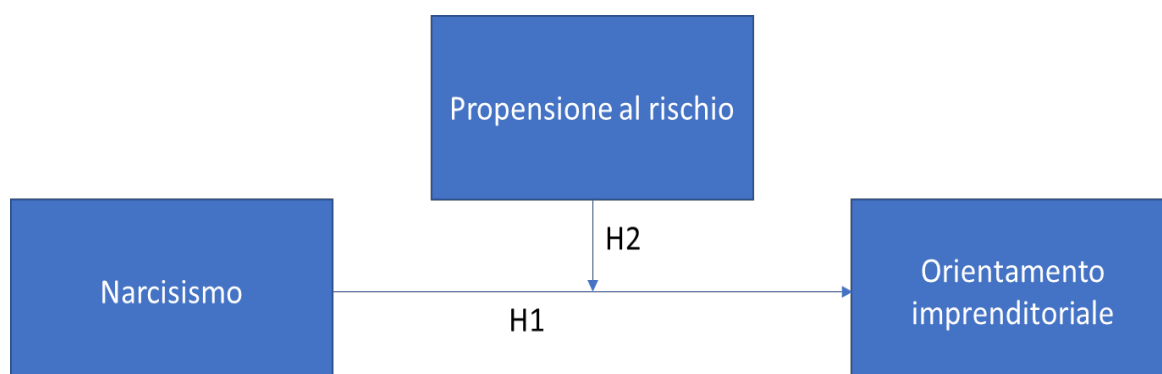 Propensione al rischio
H2
Narcisismo
H1
Orientamento
imprenditoriale